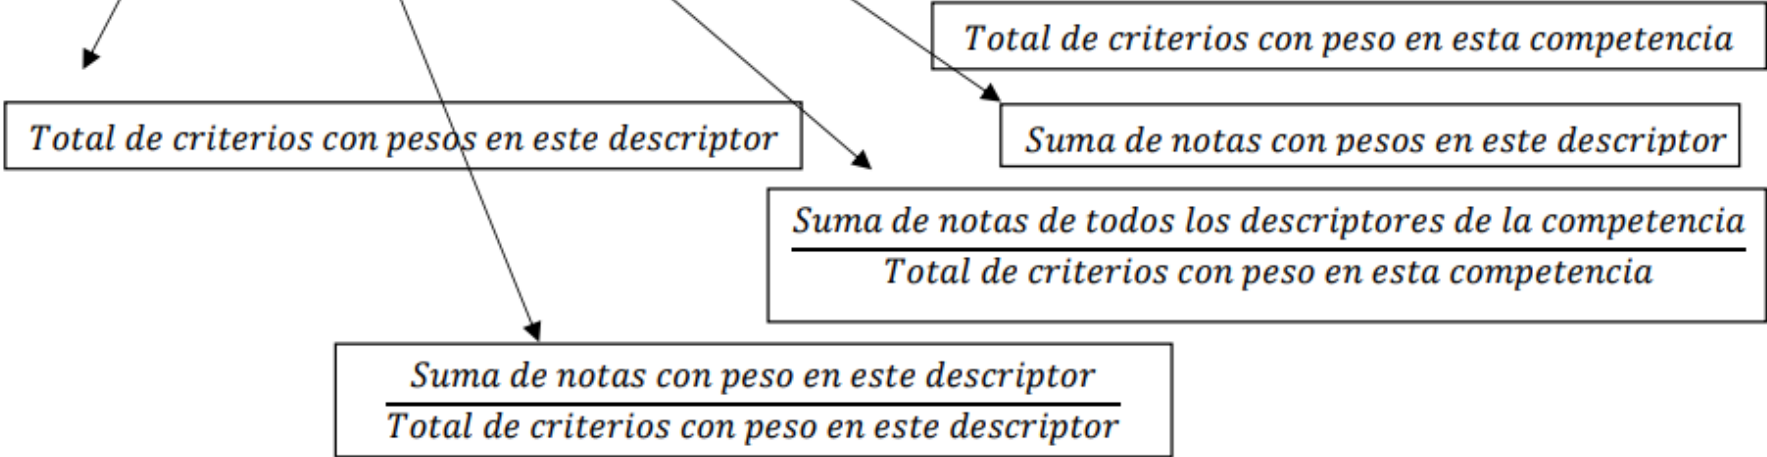 Total de criterios con peso en esta competencia
Total de criterios con pesos en este descriptor
Suma de notas con pesos en este descriptor
Suma de notas de todos los descriptores de la competencia
Total de criterios con peso en esta competencia
Suma de notas con peso en este descriptor
Total de criterios con peso en este descriptor